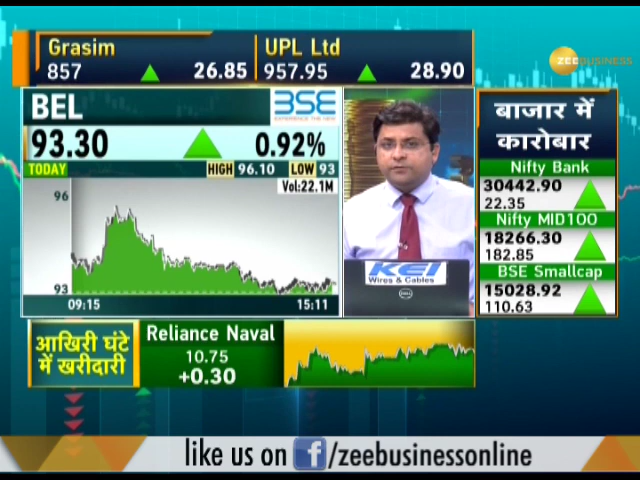 Grasim
857 26.85
UPL Ltd
957.95 28.90
ZEEBUSINESS
BEL
BSE
EXPERIENCE THE NEW
93.30 0.92%
TODAY HIGH 96.10 LOW 93
Vol:22.1M
96
93
09:15 15:11
KEI
Wires & Cables
DELL
बाजार में
कारोबार
Nifty Bank
30442.90
22.35
Nifty MID100
18266.30
182.85
BSE Smallcap
15028.92
110.63
आखिरी घंटे
में खरीदारी
Reliance Naval
10.75
+0.30
like us on f/zeebusinessonline